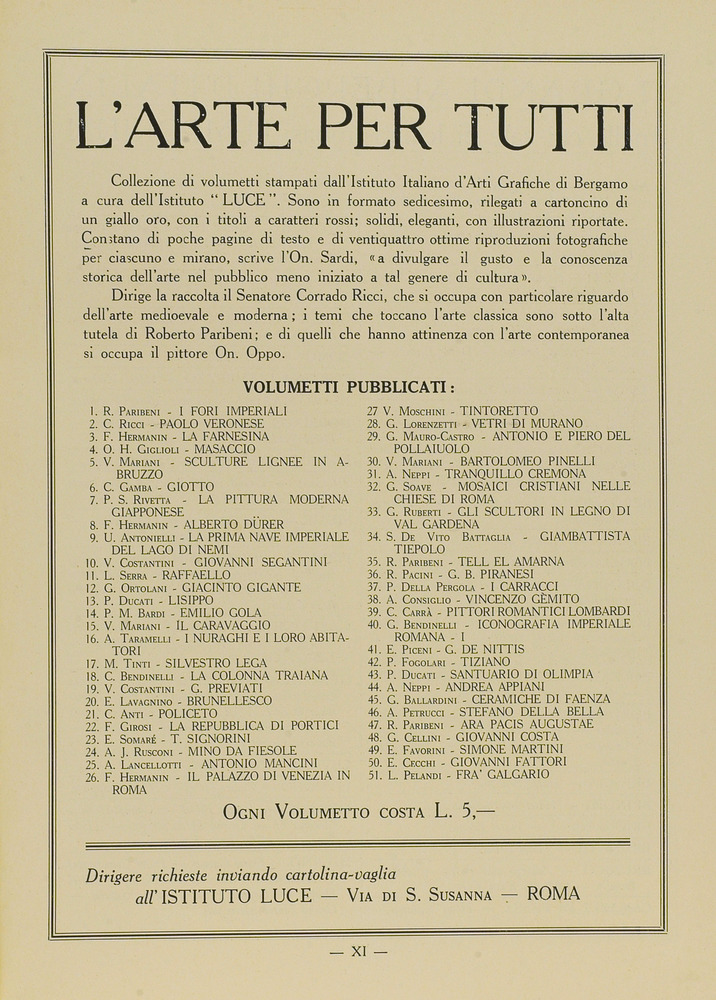 L'ARTE PER TUTTI
Collezione di volumetti stampati dall'Istituto Italiano d'Arti Grafiche di Bergamo
a cura dell'Istituto “ LUCE ”. Sono in formato sedicesimo, rilegati a cartoncino di
un giallo oro, con i titoli a caratteri rossi; solidi, eleganti, con illustrazioni riportate.
Constano di poche pagine di testo e di ventiquattro ottime riproduzioni fotografiche
per ciascuno e mirano, scrive l'On. Sardi, «a divulgare il gusto e la conoscenza
storica dell'arte nel pubblico meno iniziato a tal genere di cultura».
Dirige la raccolta il Senatore Corrado Ricci, che si occupa con particolare riguardo
dell'arte medioevale e moderna; i temi che toccano l'arte classica sono sotto l'alta
tutela di Roberto Paribeni; e di quelli che hanno attinenza con l'arte contemporanea
si occupa il pittore On. Oppo.
VOLUMETTI PUBBLICATI:
1. R. Paribeni - I FORI IMPERIALI
2. C. Ricci - PAOLO VERONESE
3. F. Hermanin - LA FARNESINA
4. O. H. Giglioli - MASACCIO
5. V. Mariani - SCULTURE LIGNEE IN A-
BRUZZO
6. C. Gamba - GIOTTO
7. P. S. Rivetta - LA PITTURA MODERNA
GIAPPONESE
8. F. Hermanin - ALBERTO DÜRER
9. U. Antonielli - LA PRIMA NAVE IMPERIALE
DEL LAGO DI NEMI
10. V. Costantini - GIOVANNI SEGANTINI
11. L. Serra - RAFFAELLO
12. G. Ortolani - GIACINTO GIGANTE
13. P. Ducati - LISIPPO
14. P. M. Bardi - EMILIO GOLA
15. V. Mariani - IL CARAVAGGIO
16. A. Taramelli - I NURAGHI E I LORO ABITA-
TORI
17. M. Tinti - SILVESTRO LEGA
18. C. Bendinelli - LA COLONNA TRAIANA
19. V. Costantini - G. PREVIATI
20. E. Lavagnino - BRUNELLESCO
21. C. Anti - POLICETO
22. F. Girosi - LA REPUBBLICA DI PORTICI
23. E. Somaré - T. SIGNORINI
24. A. J. Rusconi - MINO DA FIESOLE
25. A. Lancellotti - ANTONIO MANCINI
26. F. Hermanin - IL PALAZZO DI VENEZIA IN
ROMA
27 V. Moschini - TINTORETTO
28. G. Lorenzetti - VETRI DI MURANO
29. G. Mauro-Castro - ANTONIO E PIERO DEL
POLLAIUOLO
30. V. Mariani - BARTOLOMEO PINELLI
31. A. Neppi - TRANQUILLO CREMONA
32. G. Soave - MOSAICI CRISTIANI NELLE
CHIESE DI ROMA
33. G. Ruberti - GLI SCULTORI IN LEGNO DI
VAL GARDENA
34. S. De Vito Battaglia - GIAMBATTISTA
TIEPOLO
35. R. Paribeni - TELL EL AMARNA
36. R. Pacini - G. B. PIRANESI
37. P. Della Pergola - I CARRACCI
38. A. Consiglio - VINCENZO GÈMITO
39. C. Carrà - PITTORI ROMANTICI LOMBARDI
40. G. Bendinelli - ICONOGRAFIA IMPERIALE
ROMANA - I
41. E. Piceni - G. DE NITTIS
42. P. Fogolari - TIZIANO
43. P. Ducati - SANTUARIO DI OLIMPIA
44. A. Neppi - ANDREA APPIANI
45. G. Ballardini - CERAMICHE DI FAENZA
46. A. Petrucci - STEFANO DELLA BELLA
47. R. Paribeni - ARA PACIS AUGUSTAE
48. G. Cellini - GIOVANNI COSTA
49. E. Favorini - SIMONE MARTINI
50. E. Cecchi - GIOVANNI FATTORI
51. L. Pelandi - FRA' GALGARIO
Ogni Volumetto costa L. 5,—
Dirigere richieste inviando cartolina-vaglia
all' ISTITUTO LUCE — Via di S. Susanna — ROMA
— XI —